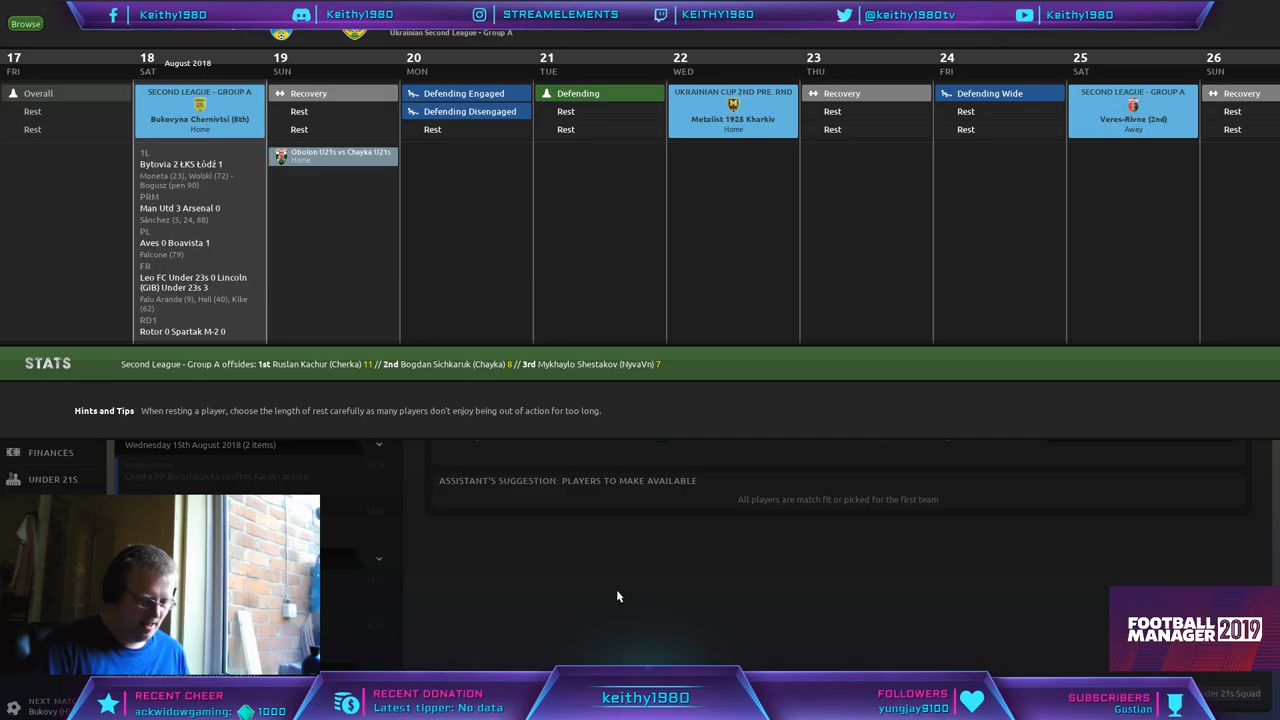 Keithy1980
Keithy1980
STREAMELEMENTS
KEITHY1980
@keithy1980tv
Keithy1980
Browse
Ukrainian Second League - Group A
17
FRI
18
SAT
August 2018
19
SUN
20
MON
21
TUE
22
WED
23
THU
24
FRI
25
SAT
26
SUN
Overall
Rest
Rest
SECOND LEAGUE - GROUP A
Bukovyna Chernivtsi (8th)
Home
Recovery
Rest
Rest
Defending Engaged
Defending Disengaged
Rest
Defending
Rest
Rest
UKRAINIAN CUP 2ND PRE. RND
Metalist 1925 Kharkiv
Home
Recovery
Rest
Rest
Defending Wide
Rest
Rest
SECOND LEAGUE - GROUP A
Veres-Rivne (2nd)
Away
Recovery
Rest
Rest
Obolon U21s vs Chayka U21s
Home
1L
Bytovia 2 ŁKS Łódź 1
Moneta (23), Wolski (72) -
Bogusz (pen 90)
PRM
Man Utd 3 Arsenal 0
Sánchez (5, 24, 88)
PL
Aves 0 Boavista 1
Falcone (79)
FR
Leo FC Under 23s 0 Lincoln
(GIB) Under 23s 3
Falu Aranda (9), Hall (40), Kike
(62)
RD1
Rotor 0 Spartak M-2 0
STATS
Second League - Group A offsides: 1st Ruslan Kachur (Cherka) 11 // 2nd Bogdan Sichkaruk (Chayka) 8 // 3rd Mykhaylo Shestakov (NyvaVn) 7
Hints and Tips When resting a player, choose the length of rest carefully as many players don't enjoy being out of action for too long.
FINANCES
UNDER 21S
Wednesday 15th August 2018 (2 items)
Chayka PP Borschagivka confirm Karas capture
ASSISTANT'S SUGGESTION: PLAYERS TO MAKE AVAILABLE
All players are match fit or picked for the first team
FOOTBALL
MANAGER 2019
NEXT MAT
Bukovy (H
RECENT CHEER
ackwidowgaming: 1000
RECENT DONATION
Latest tipper: No data
keithy1980
FOLLOWERS
yungjay9100
SUBSCRIBERS
Gustian
der 21s Squad